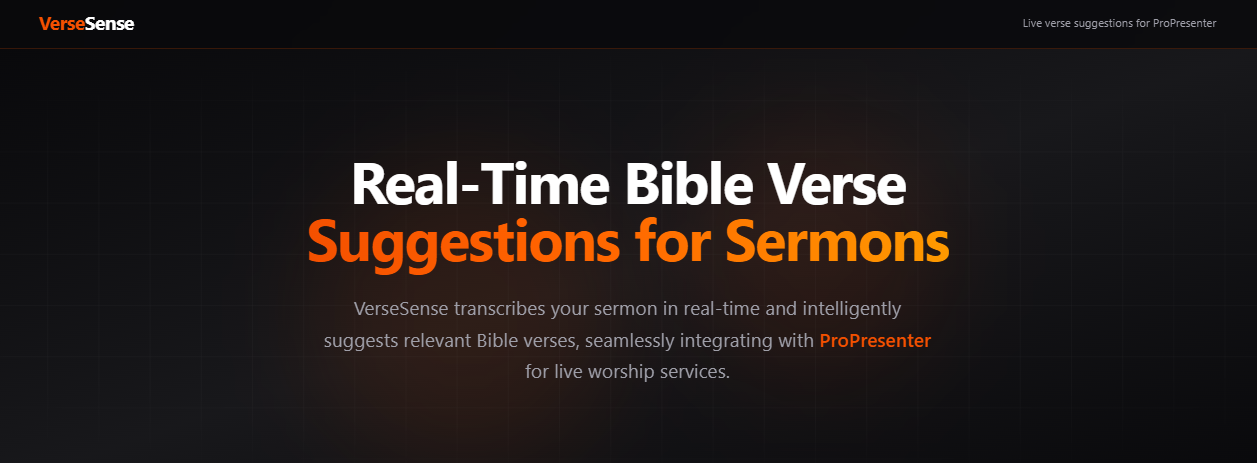 VerseSense
Live verse suggestions for ProPresenter
Real-Time Bible Verse
Suggestions for Sermons
VerseSense transcribes your sermon in real-time and intelligently
suggests relevant Bible verses, seamlessly integrating with ProPresenter
for live worship services.